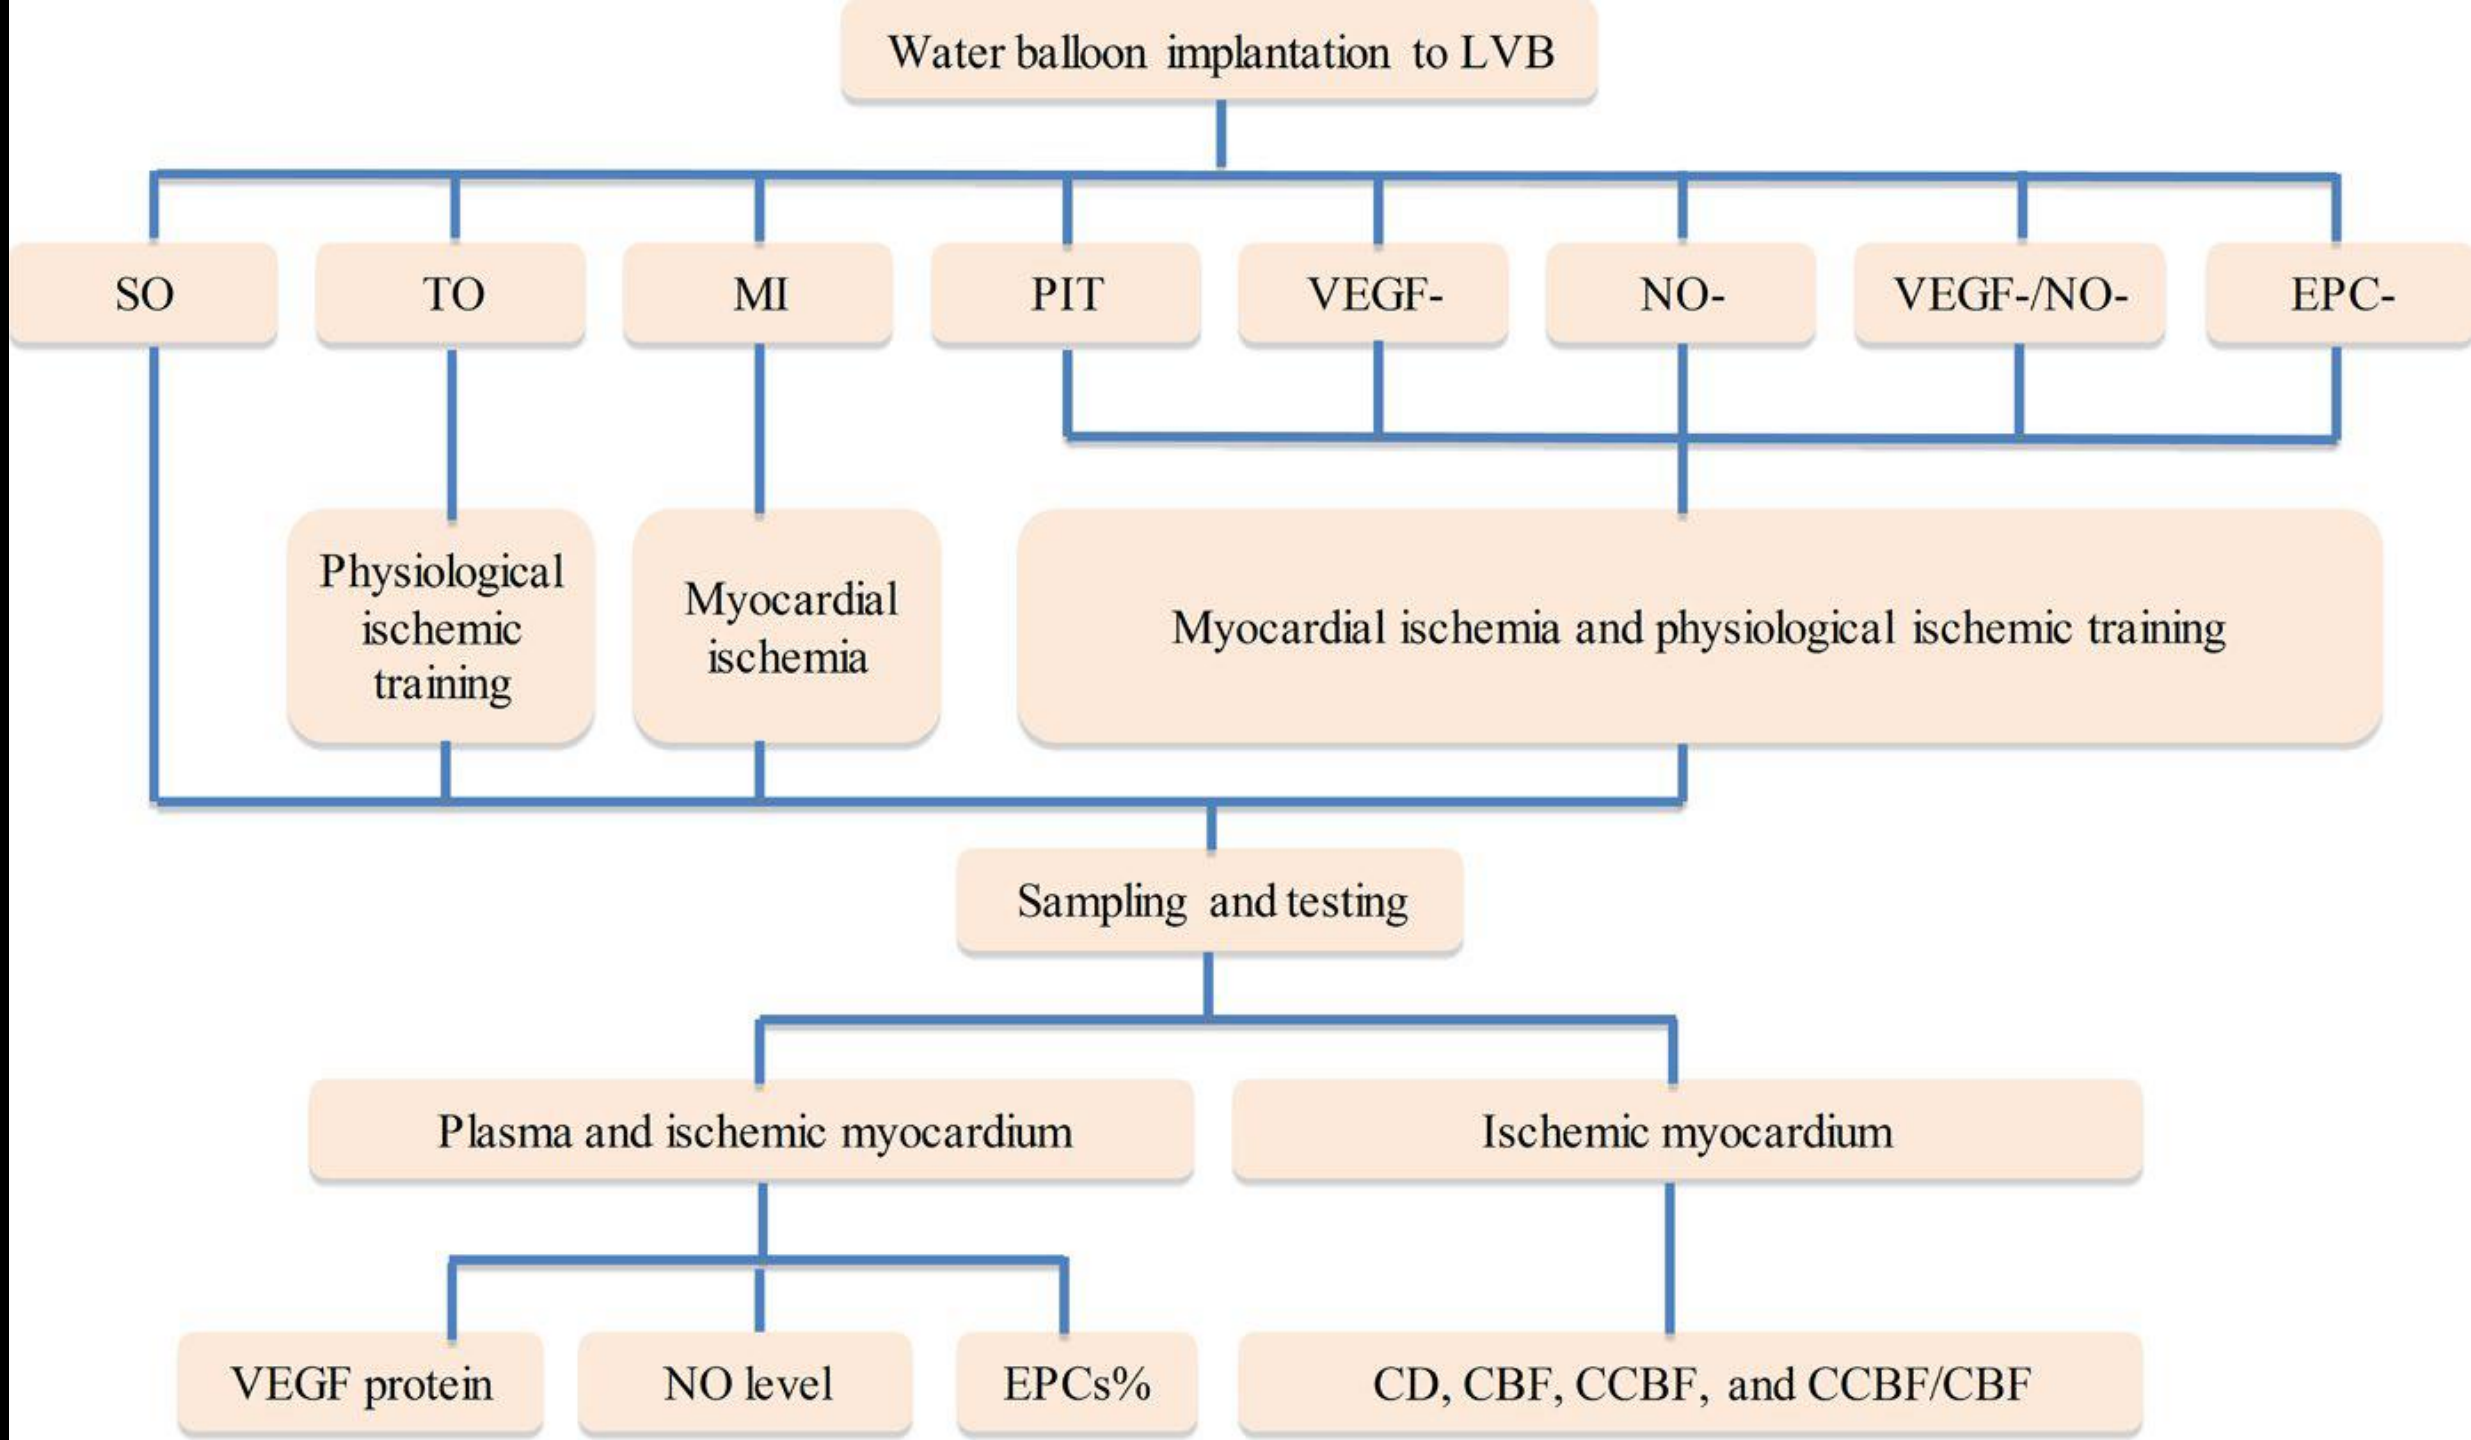 Water balloon implantation to LVB
SO
TO
MI
PIT
VEGF-
NO-
VEGF-/NO-
EPC-
Physiological
ischemic
training
Myocardial
ischemia
Myocardial ischemia and physiological ischemic training
Sampling and testing
Plasma and ischemic myocardium
Ischemic myocardium
VEGF protein
NO level
EPCs%
CD, CBF, CCBF, and CCBF/CBF